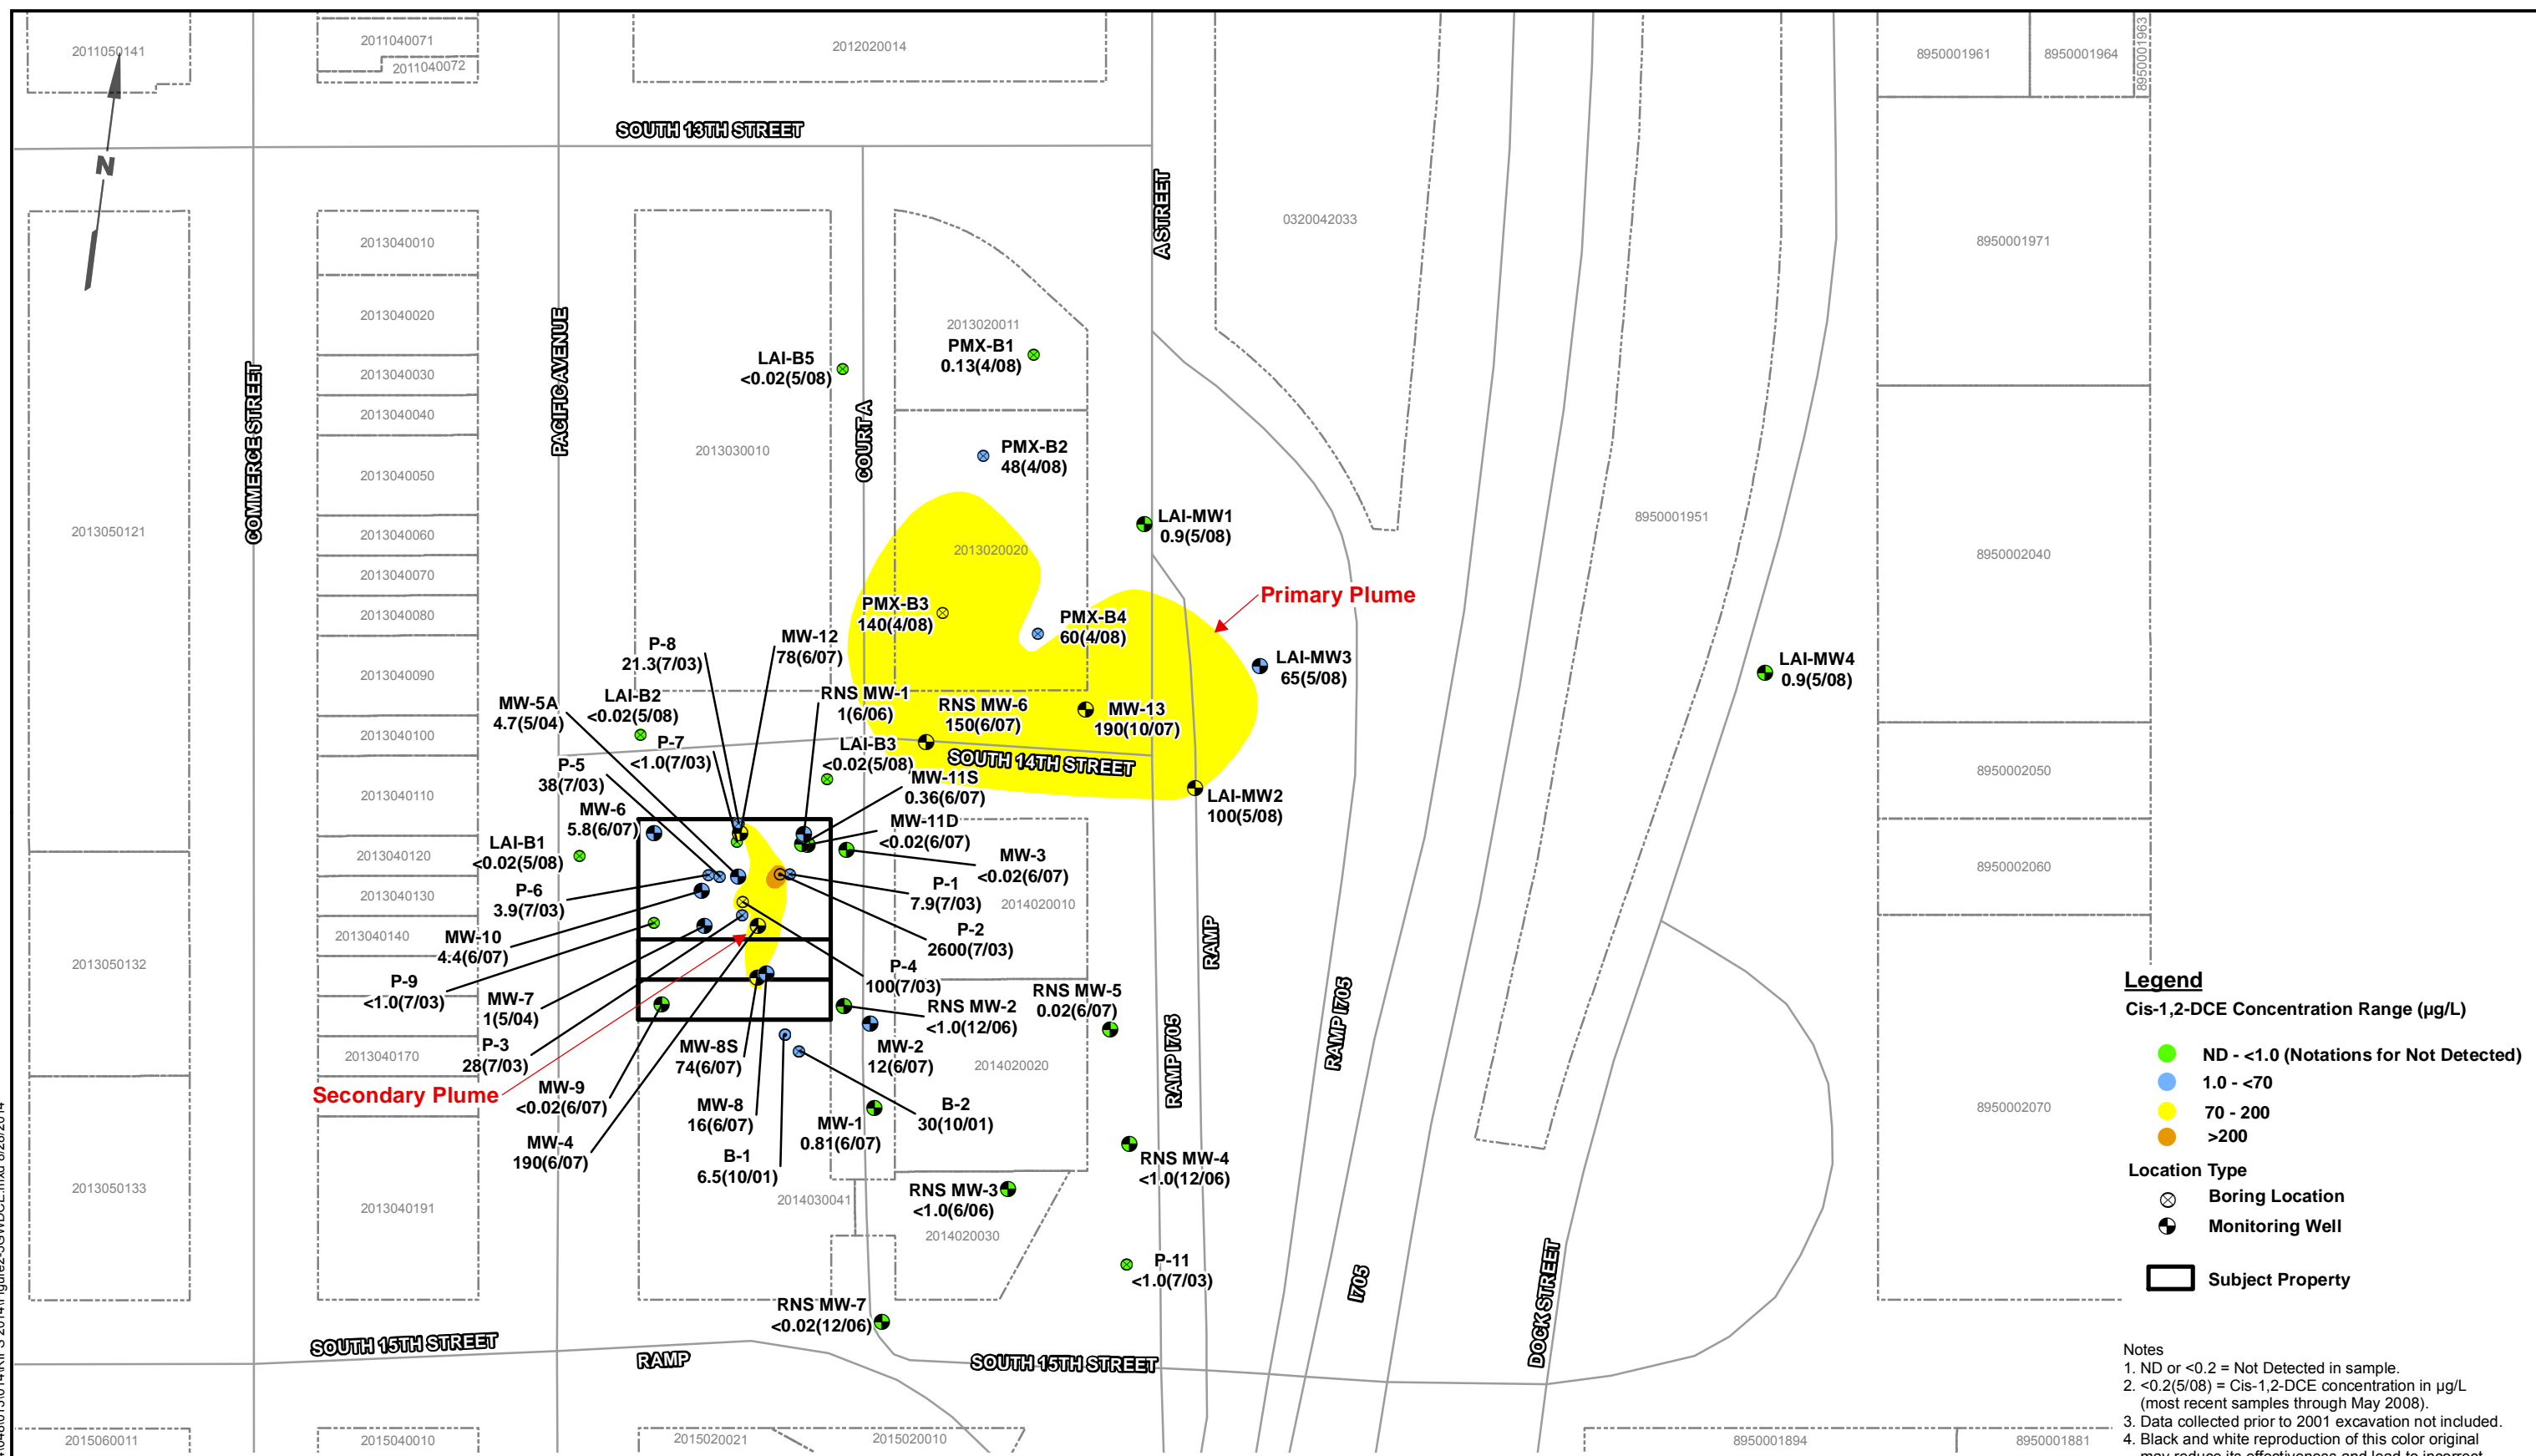 2011050141
2011040071
2011040072
2012020014
8950001961
8950001964
8950001963
SOUTH 13TH STREET
N
A STREET
0320042033
2013040010
2013040020
2013040030
2013040040
2013040050
2013040060
2013040070
2013040080
2013040090
2013040100
2013040110
2013040120
2013040130
2013040140
2013040170
2013040191
2013050121
2013050132
2013050133
COMMERCE STREET
PACIFIC AVENUE
COURT A
2013030010
2013020011
2013020020
8950001951
8950001971
8950002040
8950002050
8950002060
8950002070
LAI-B5
<0.02(5/08)
PMX-B1
0.13(4/08)
PMX-B2
48(4/08)
LAI-MW1
0.9(5/08)
Primary Plume
PMX-B3
140(4/08)
PMX-B4
60(4/08)
LAI-MW3
65(5/08)
LAI-MW4
0.9(5/08)
P-8
21.3(7/03)
MW-12
78(6/07)
MW-5A
4.7(5/04)
LAI-B2
<0.02(5/08)
RNS MW-1
1(6/06)
RNS MW-6
150(6/07)
MW-13
190(10/07)
P-7
<1.0(7/03)
LAI-B3
<0.02(5/08)
SOUTH 14TH STREET
P-5
38(7/03)
MW-11S
0.36(6/07)
LAI-MW2
100(5/08)
MW-6
5.8(6/07)
MW-11D
<0.02(6/07)
LAI-B1
<0.02(5/08)
MW-3
<0.02(6/07)
P-6
3.9(7/03)
P-1
7.9(7/03)
2014020010
MW-10
4.4(6/07)
P-2
2600(7/03)
P-9
<1.0(7/03)
P-4
100(7/03)
MW-7
1(5/04)
RNS MW-2
<1.0(12/06)
RNS MW-5
0.02(6/07)
P-3
28(7/03)
MW-8S
74(6/07)
MW-2
12(6/07)
2014020020
Secondary Plume
MW-9
<0.02(6/07)
MW-8
16(6/07)
MW-1
0.81(6/07)
B-2
30(10/01)
MW-4
190(6/07)
B-1
6.5(10/01)
RNS MW-4
<1.0(12/06)
2014030041
RNS MW-3
<1.0(6/06)
2014020030
P-11
<1.0(7/03)
RNS MW-7
<0.02(12/06)
RAMP
RAMP I705
RAMP I705
I705
DOCK STREET
SOUTH 15TH STREET
RAMP
SOUTH 15TH STREET
2015060011
2015040010
2015020021
2015020010
8950001894
8950001881
Legend
Cis-1,2-DCE Concentration Range (µg/L)
ND - <1.0 (Notations for Not Detected)
1.0 - <70
70 - 200
>200
Location Type
Boring Location
Monitoring Well
Subject Property
Notes
1. ND or <0.2 = Not Detected in sample.
2. <0.2(5/08) = Cis-1,2-DCE concentration in µg/L
(most recent samples through May 2008).
3. Data collected prior to 2001 excavation not included.
4. Black and white reproduction of this color original
may reduce its effectiveness and lead to incorrect